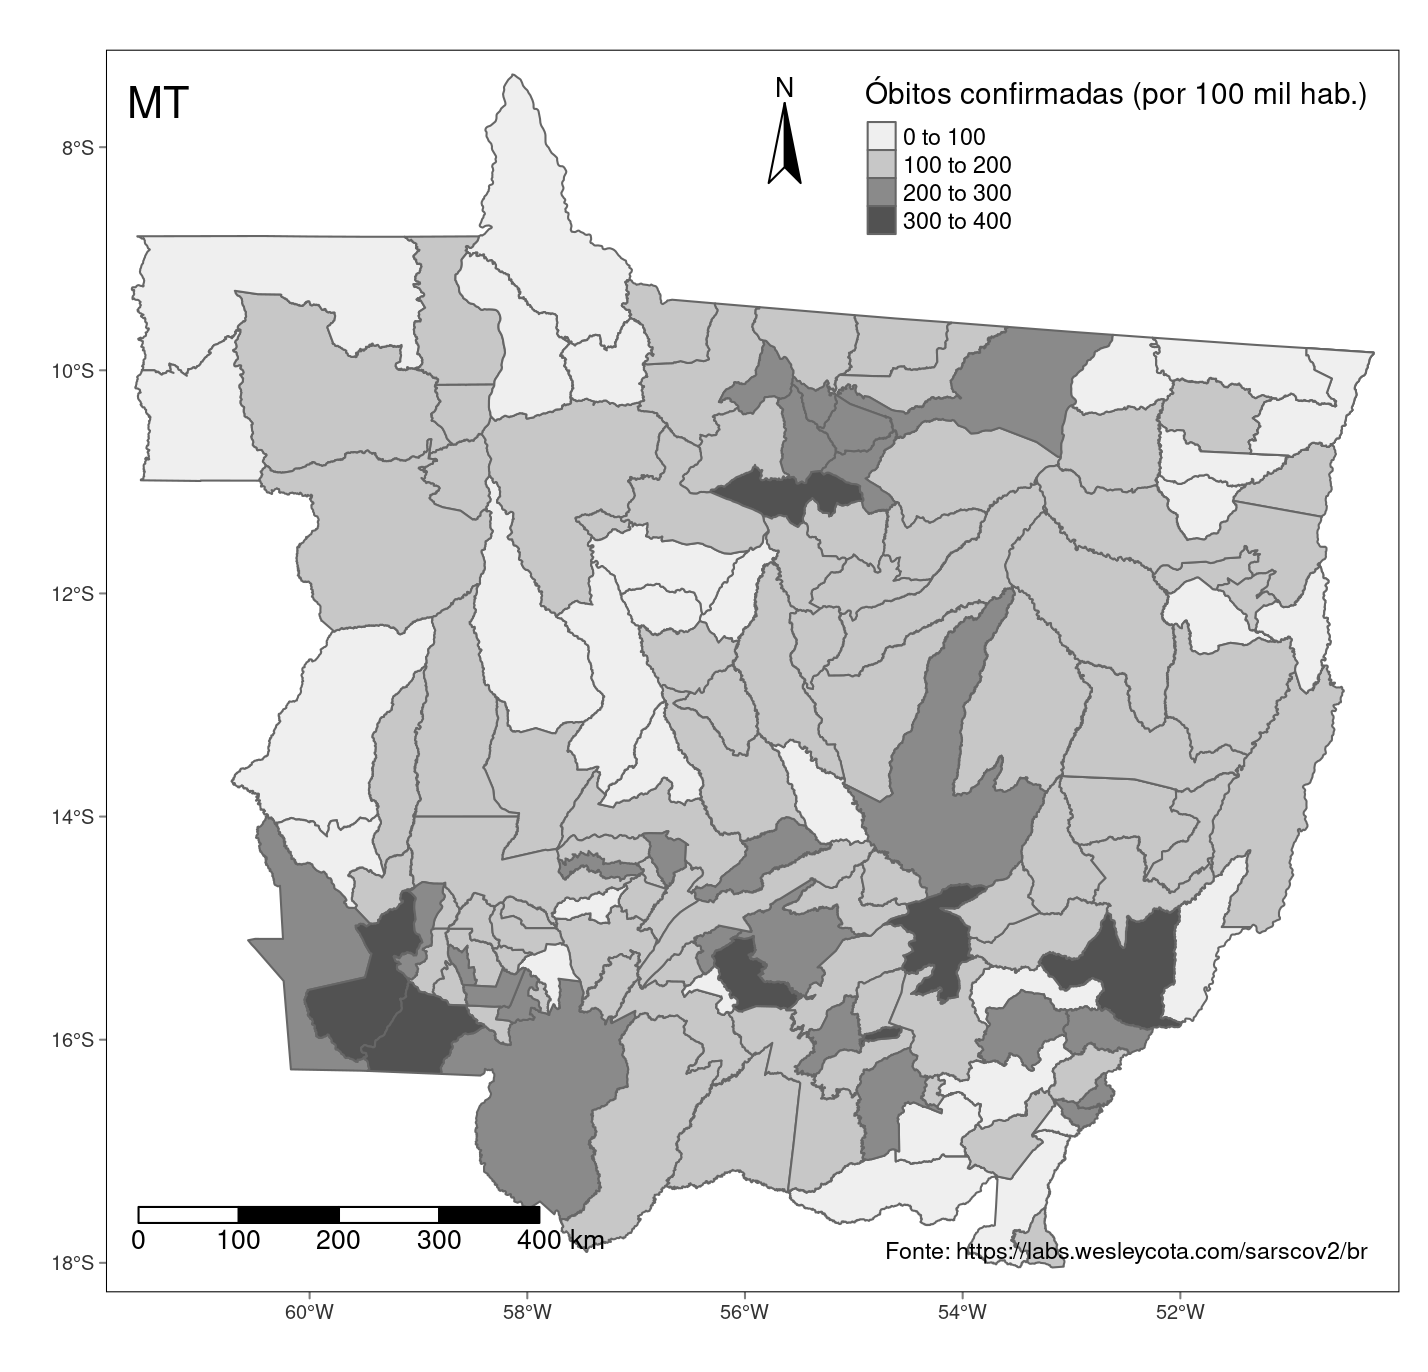 MT
N
Óbitos confirmadas (por 100 mil hab.)
0 to 100
100 to 200
200 to 300
300 to 400
8°S
10°S
12°S
14°S
16°S
18°S
0 100 200 300 400 km
Fonte: https://labs.wesleycota.com/sarscov2/br
60°W 58°W 56°W 54°W 52°W